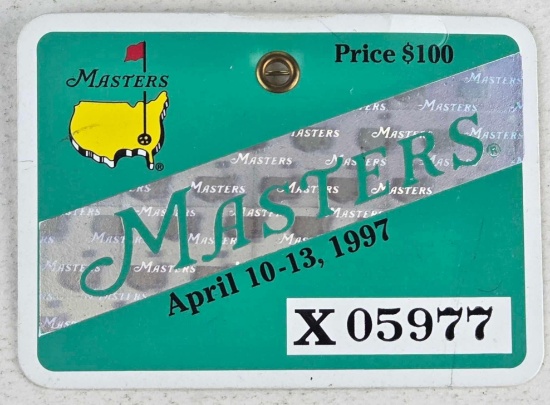 Price $100
MASTERS ®
MASTERS ®
April 10-13, 1997
X 05977